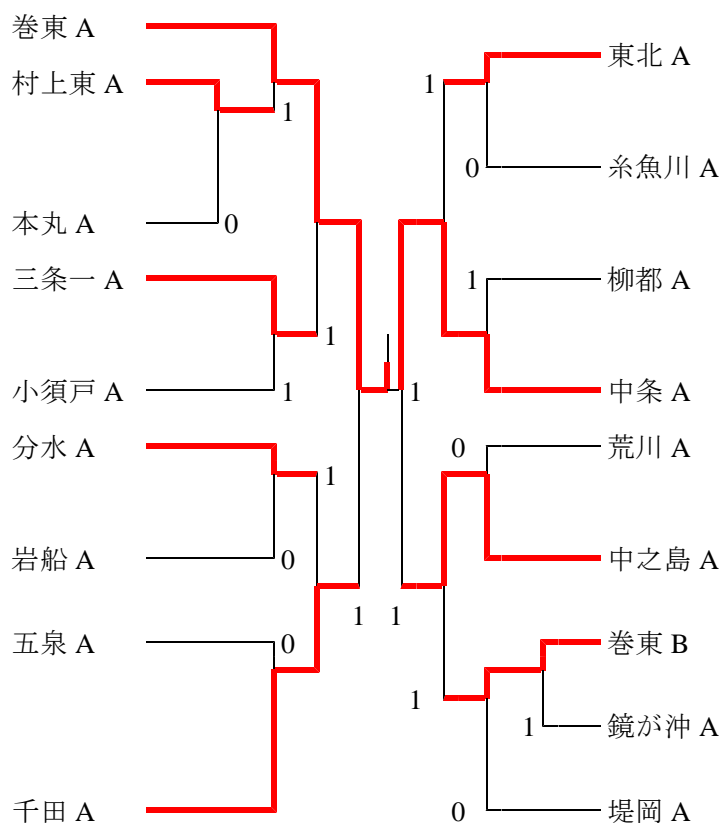 巻東 A
村上東 A
1
本丸 A
0
三条一 A
1
小須戸 A
1
分水 A
1
岩船 A
0
五泉 A
0
千田 A
1
1
1
東北 A
1
糸魚川 A
0
柳都 A
1
中条 A
荒川 A
0
中之島 A
巻東 B
1
鏡が沖 A
1
堤岡 A
0